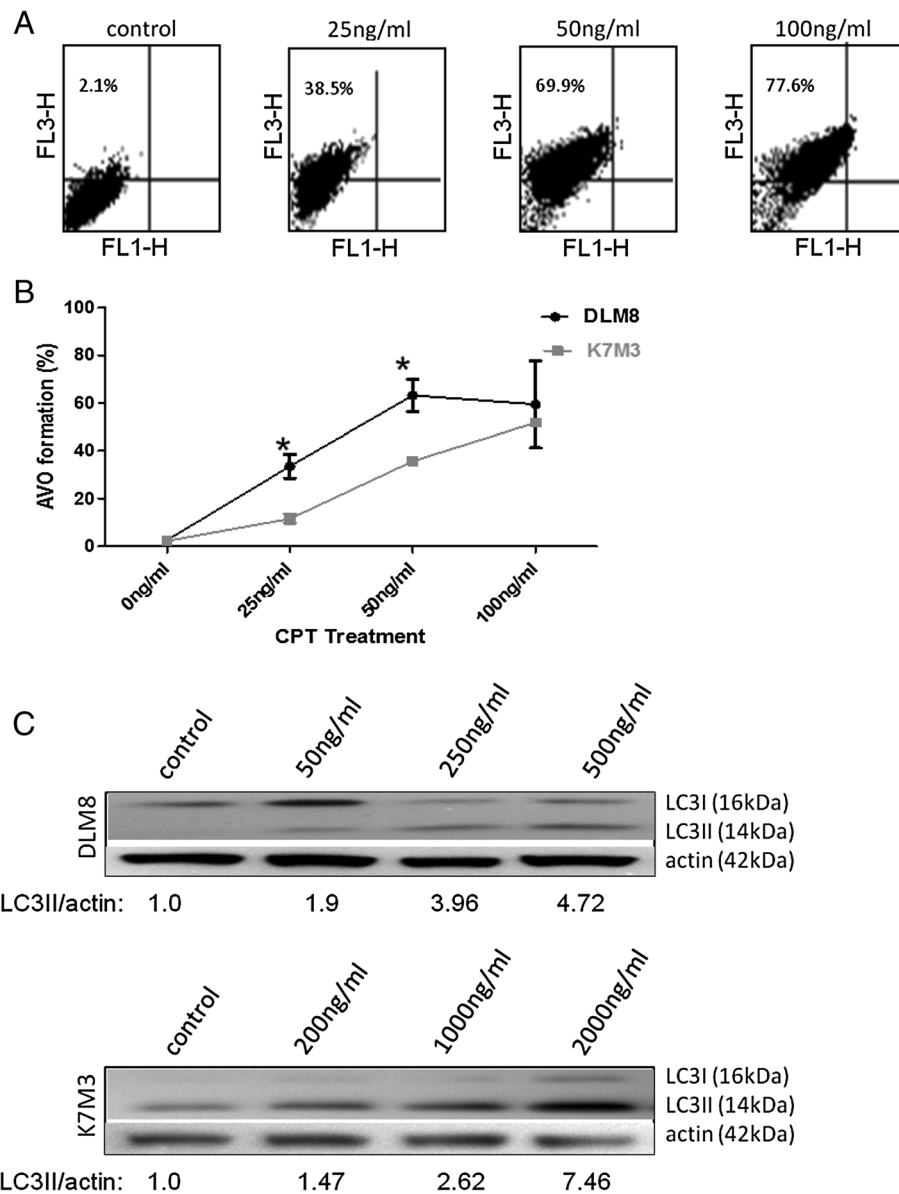 A
control 25ng/ml 50ng/ml 100ng/ml
2.1% 38.5% 69.9% 77.6%
FL3-H FL3-H FL3-H FL3-H
FL1-H FL1-H FL1-H FL1-H
B
AVO formation (%)
100
80
60
40
20
0
* *
DLM8
K7M3
0ng/ml 25ng/ml 50ng/ml 100ng/ml
CPT Treatment
C
control 50ng/ml 250ng/ml 500ng/ml
DLM8
LC3I (16kDa)
LC3II (14kDa)
actin (42kDa)
LC3II/actin: 1.0 1.9 3.96 4.72
control 200ng/ml 1000ng/ml 2000ng/ml
K7M3
LC3I (16kDa)
LC3II (14kDa)
actin (42kDa)
LC3II/actin: 1.0 1.47 2.62 7.46